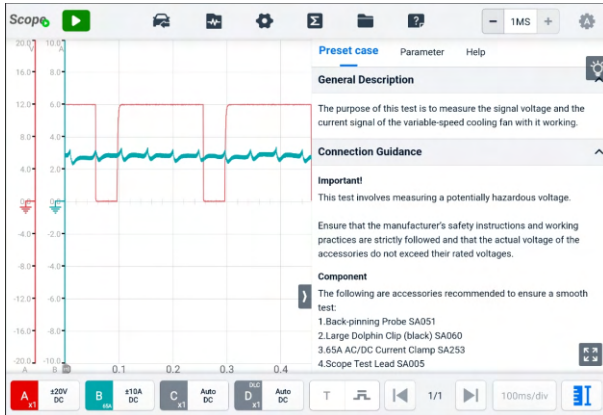 Scope
1MS
20.0
10.0
Preset case Parameter Help
V
A
16.0
8.0
General Description
The purpose of this test is to measure the signal voltage and the
current signal of the variable-speed cooling fan with it working.
12.0
6.0
8.0
4.0
Connection Guidance
4.0
2.0
Important!
This test involves measuring a potentially hazardous voltage.
0.0
0.0
Ensure that the manufacturer's safety instructions and working
practices are strictly followed and that the actual voltage of the
accessories do not exceed their rated voltages.
-4.0
-2.0
-8.0
-4.0
Component
The following are accessories recommended to ensure a smooth
test:
-12.0
-6.0
1.Back-pinning Probe SA051
2.Large Dolphin Clip (black) SA060
3.65A AC/DC Current Clamp SA253
4.Scope Test Lead SA005
-16.0
-8.0
-20.0
-10.0
A
B
0.1
0.2
0.3
0.4
A x1 ±20V DC
B 65A ±10A DC
C x1 Auto DC
DLC D x1 Auto DC
T
1/1
100ms/div